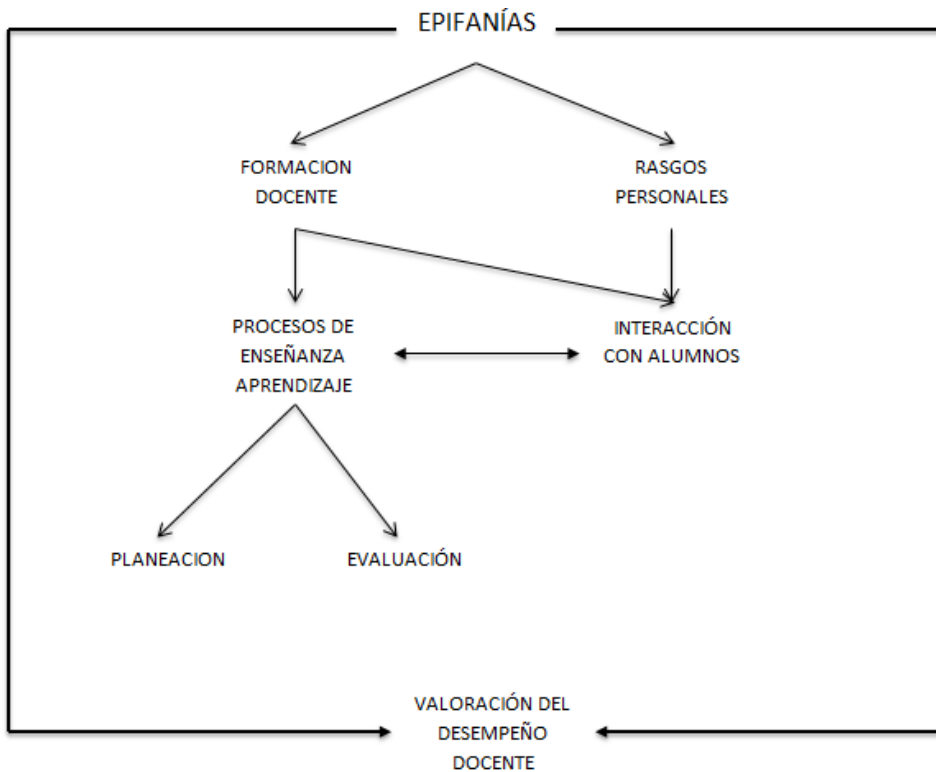 EPIFANÍAS
FORMACION
DOCENTE
RASGOS
PERSONALES
PROCESOS DE
ENSEÑANZA
APRENDIZAJE
INTERACCIÓN
CON ALUMNOS
PLANEACION
EVALUACIÓN
VALORACIÓN DEL
DESEMPEÑO
DOCENTE